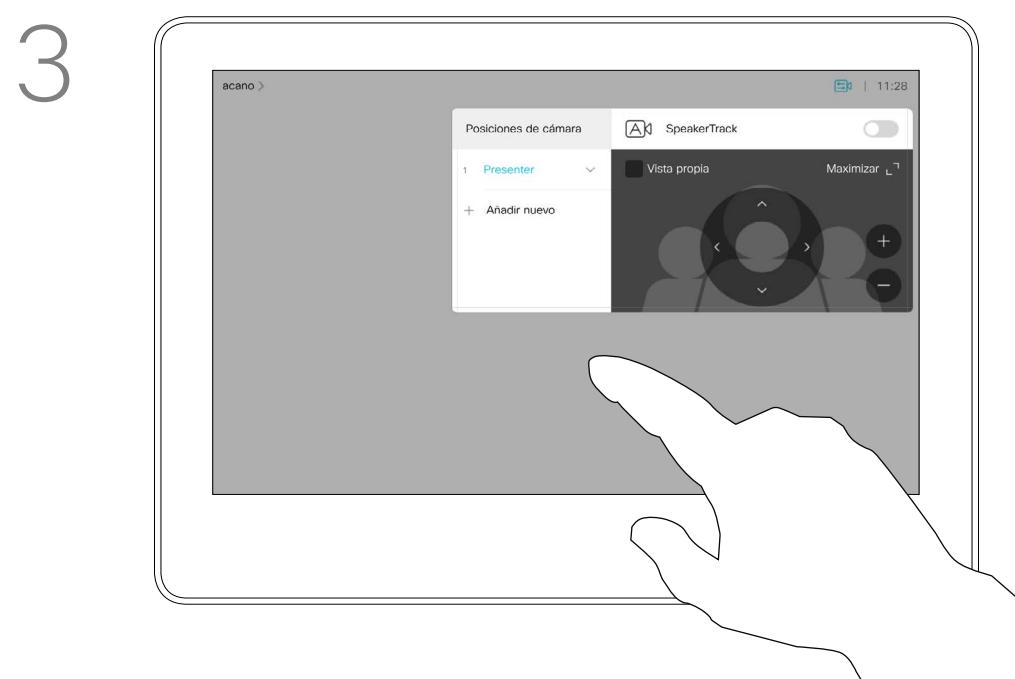 3
acano
11:28
Posiciones de cámara
A SpeakerTrack
1 Presenter
Vista propia
Maximizar
+ Añadir nuevo
+
−